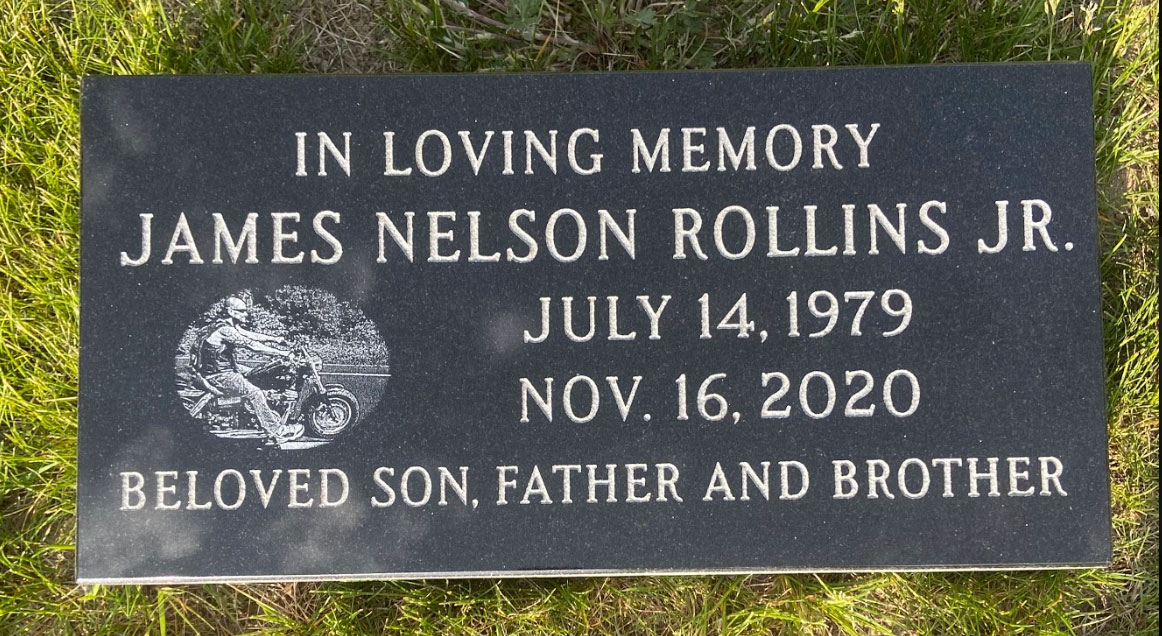 IN LOVING MEMORY
JAMES NELSON ROLLINS JR.
JULY 14, 1979
NOV. 16, 2020
BELOVED SON, FATHER AND BROTHER